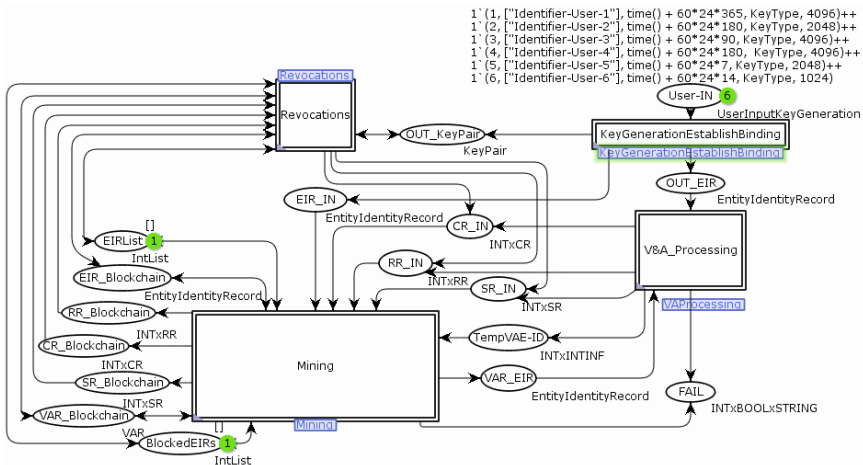 1`(1, ["Identifier-User-1"], time() + 60*24*365, KeyType, 4096)++
1`(2, ["Identifier-User-2"], time() + 60*24*180, KeyType, 2048)++
1`(3, ["Identifier-User-3"], time() + 60*24*90, KeyType, 4096)++
1`(4, ["Identifier-User-4"], time() + 60*24*180, KeyType, 4096)++
1`(5, ["Identifier-User-5"], time() + 60*24*7, KeyType, 2048)++
1`(6, ["Identifier-User-6"], time() + 60*24*14, KeyType, 1024)
Revocations
User-IN 6
UserInputKeyGeneration
Revocations
OUT_KeyPair
KeyPair
KeyGenerationEstablishBinding
KeyGenerationEstablishBinding
OUT_EIR
EntityIdentityRecord
EIR_IN
EntityIdentityRecord
CR_IN
INTxCR
V&A_Processing
[]
EIRList 1
IntList
RR_IN
INTxRR
EIR_Blockchain
EntityIdentityRecord
SR_IN
INTxSR
VAProcessing
RR_Blockchain
INTxRR
TempVAE-ID
INTxINTINF
CR_Blockchain
INTxCR
Mining
SR_Blockchain
INTxSR
VAR_EIR
EntityIdentityRecord
FAIL
INTxBOOLxSTRING
VAR_Blockchain
VAR
Mining
[]
BlockedEIRs 1
IntList